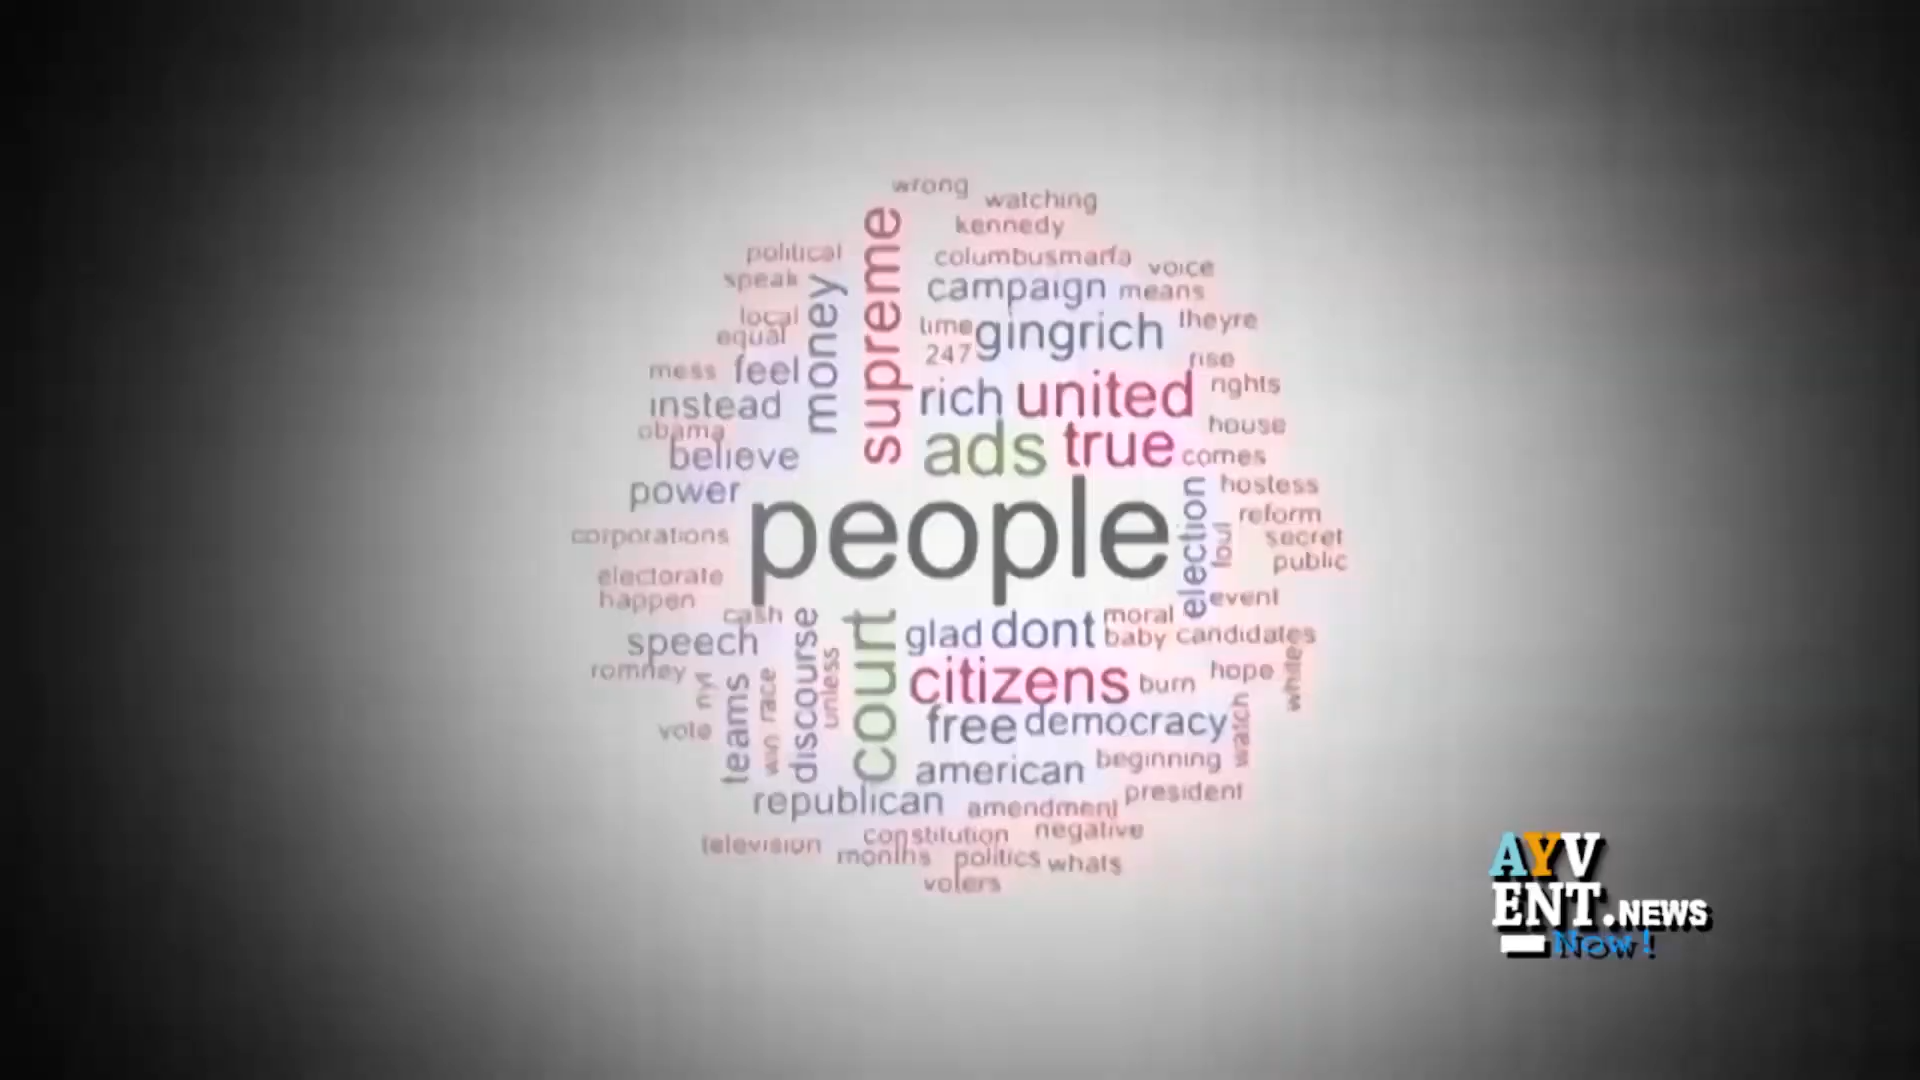 wrong
watching
kennedy
political
supreme
columbusmarfa
voice
speak
money
campaign
means
local
time
gingrich
theyre
equal
247
rise
mess
feel
rich
united
rights
instead
obama
ads
true
house
believe
comes
power
people
election
hostess
reform
corporations
foul
secret
public
electorate
happen
event
cash
discourse
court
glad
dont
moral
baby
candidates
speech
unless
romney
nyt
teams
race
win
citizens
burn
hope
whites
vote
free
democracy
watch
american
beginning
republican
amendment
president
television
constitution
negative
months
politics
whats
voters
AYV
ENT.NEWS
Now!